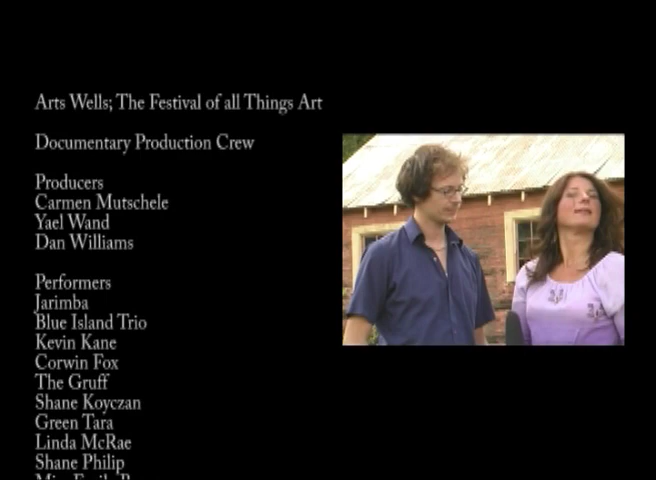 Arts Wells; The Festival of all Things Art
Documentary Production Crew
Producers
Carmen Mutschele
Yael Wand
Dan Williams
Performers
Jarimba
Blue Island Trio
Kevin Kane
Corwin Fox
The Gruff
Shane Koyczan
Green Tara
Linda McRae
Shane Philip